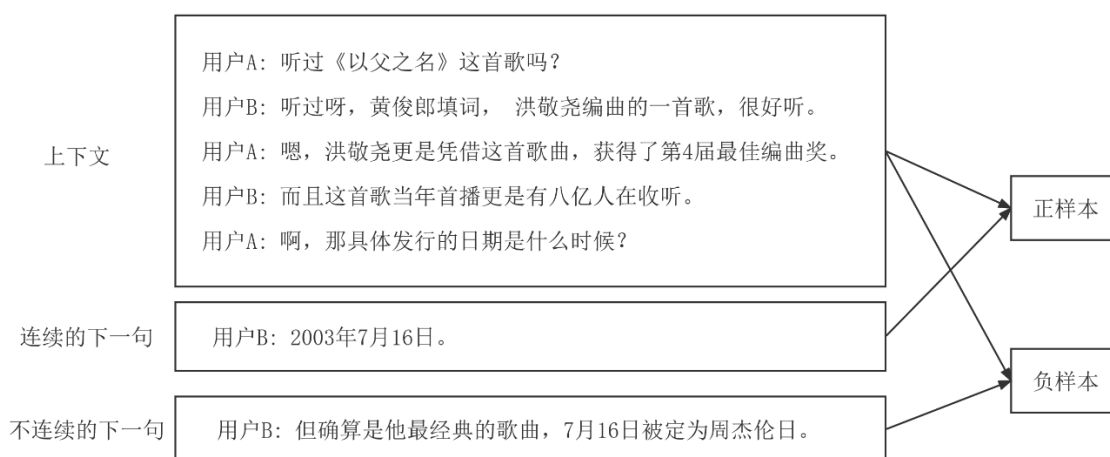 用户A: 听过《以父之名》这首歌吗?
用户B: 听过呀, 黄俊郎填词, 洪敬尧编曲的一首歌, 很好听。
上下文
用户A: 嗯, 洪敬尧更是凭借这首歌曲, 获得了第4届最佳编曲奖。
用户B: 而且这首歌当年首播更是有八亿人在收听。
用户A: 啊, 那具体发行的日期是什么时候?
正样本
连续的下一句
用户B: 2003年7月16日。
负样本
不连续的下一句
用户B: 但确算是他最经典的歌曲, 7月16日被定为周杰伦日。